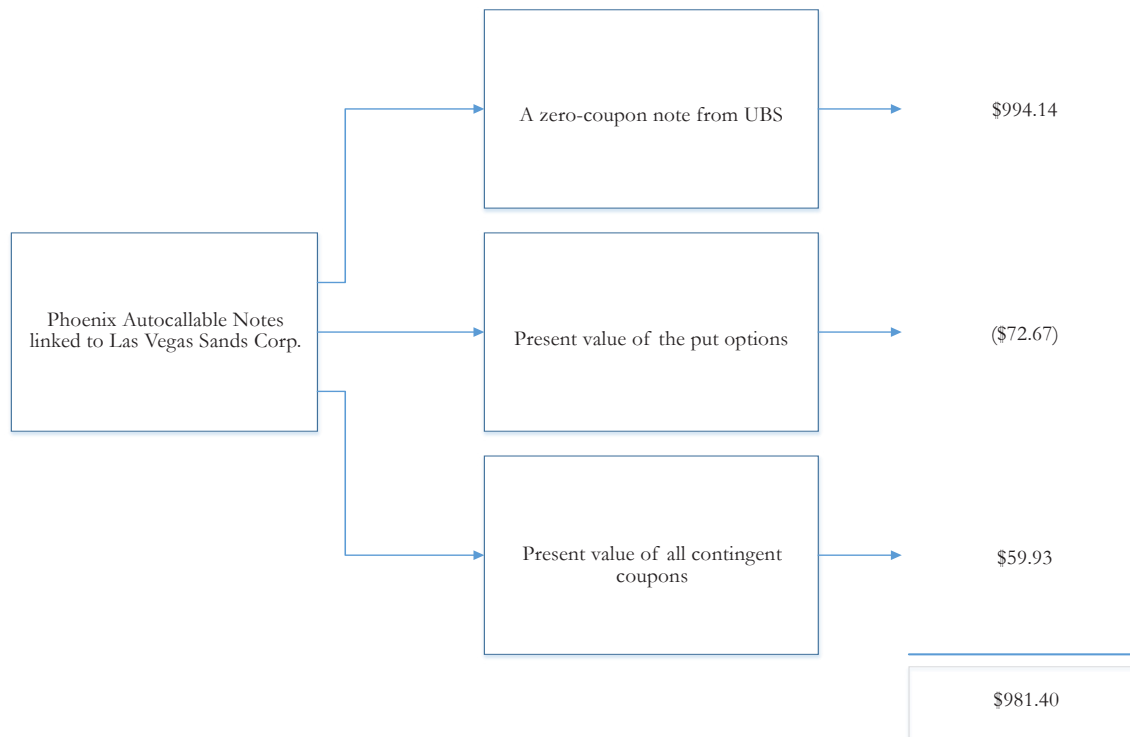 A zero-coupon note from UBS
$994.14
Phoenix Autocallable Notes
linked to Las Vegas Sands Corp.
Present value of the put options
($72.67)
Present value of all contingent
coupons
$59.93
$981.40